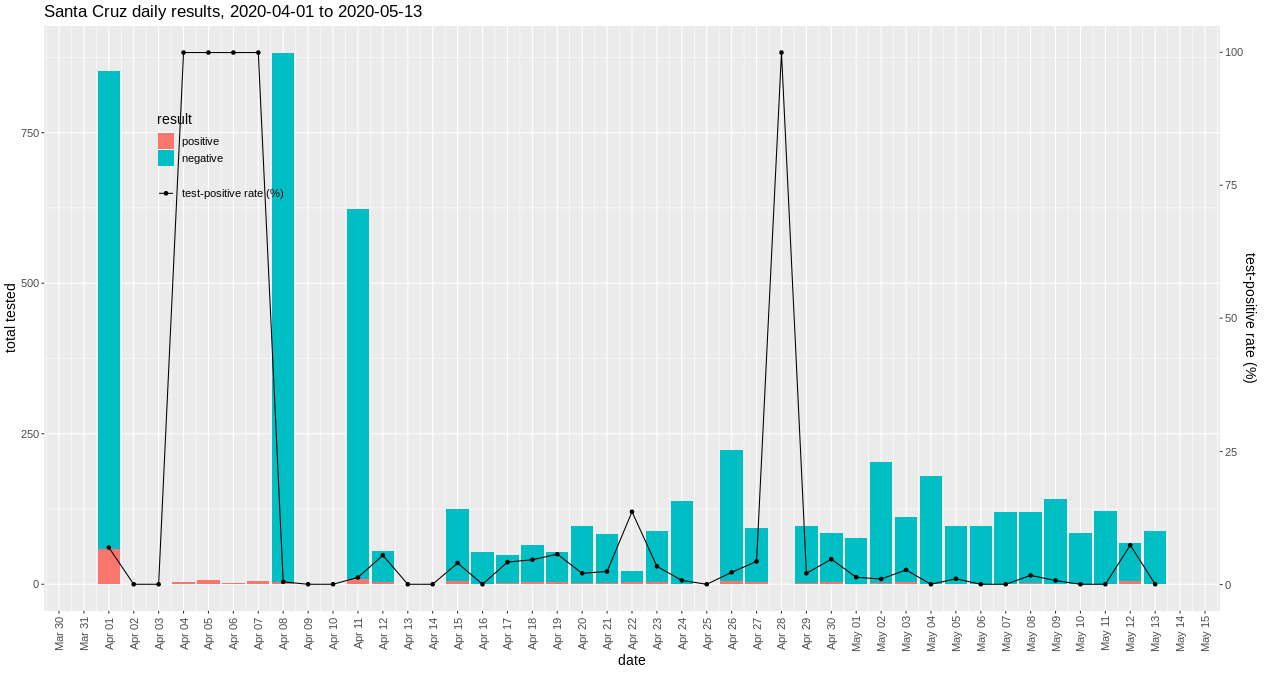 Santa Cruz daily results, 2020-04-01 to 2020-05-13
total tested
750
500
250
0
result
positive
negative
test-positive rate (%)
100
75
50
25
0
test-positive rate (%)
Mar 30
Mar 31
Apr 01
Apr 02
Apr 03
Apr 04
Apr 05
Apr 06
Apr 07
Apr 08
Apr 09
Apr 10
Apr 11
Apr 12
Apr 13
Apr 14
Apr 15
Apr 16
Apr 17
Apr 18
Apr 19
Apr 20
Apr 21
Apr 22
Apr 23
Apr 24
Apr 25
Apr 26
Apr 27
Apr 28
Apr 29
Apr 30
May 01
May 02
May 03
May 04
May 05
May 06
May 07
May 08
May 09
May 10
May 11
May 12
May 13
May 14
May 15
date